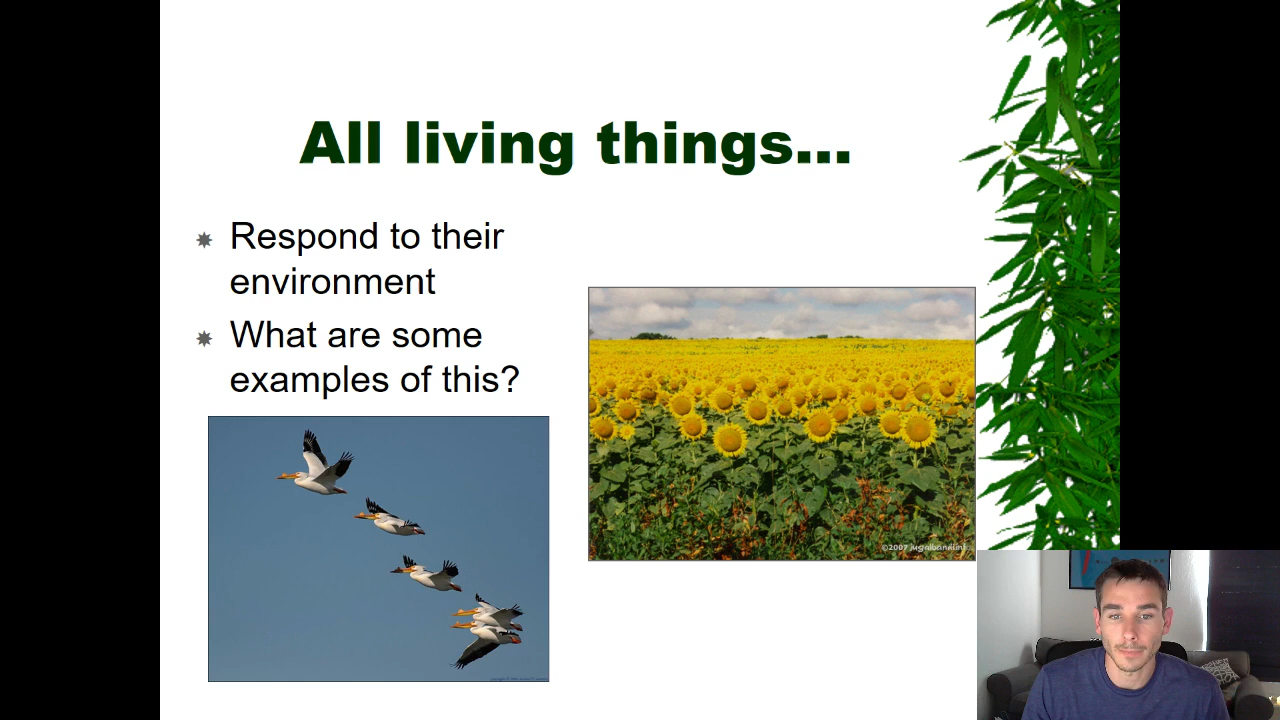 All living things...
Respond to their
environment
What are some
examples of this?